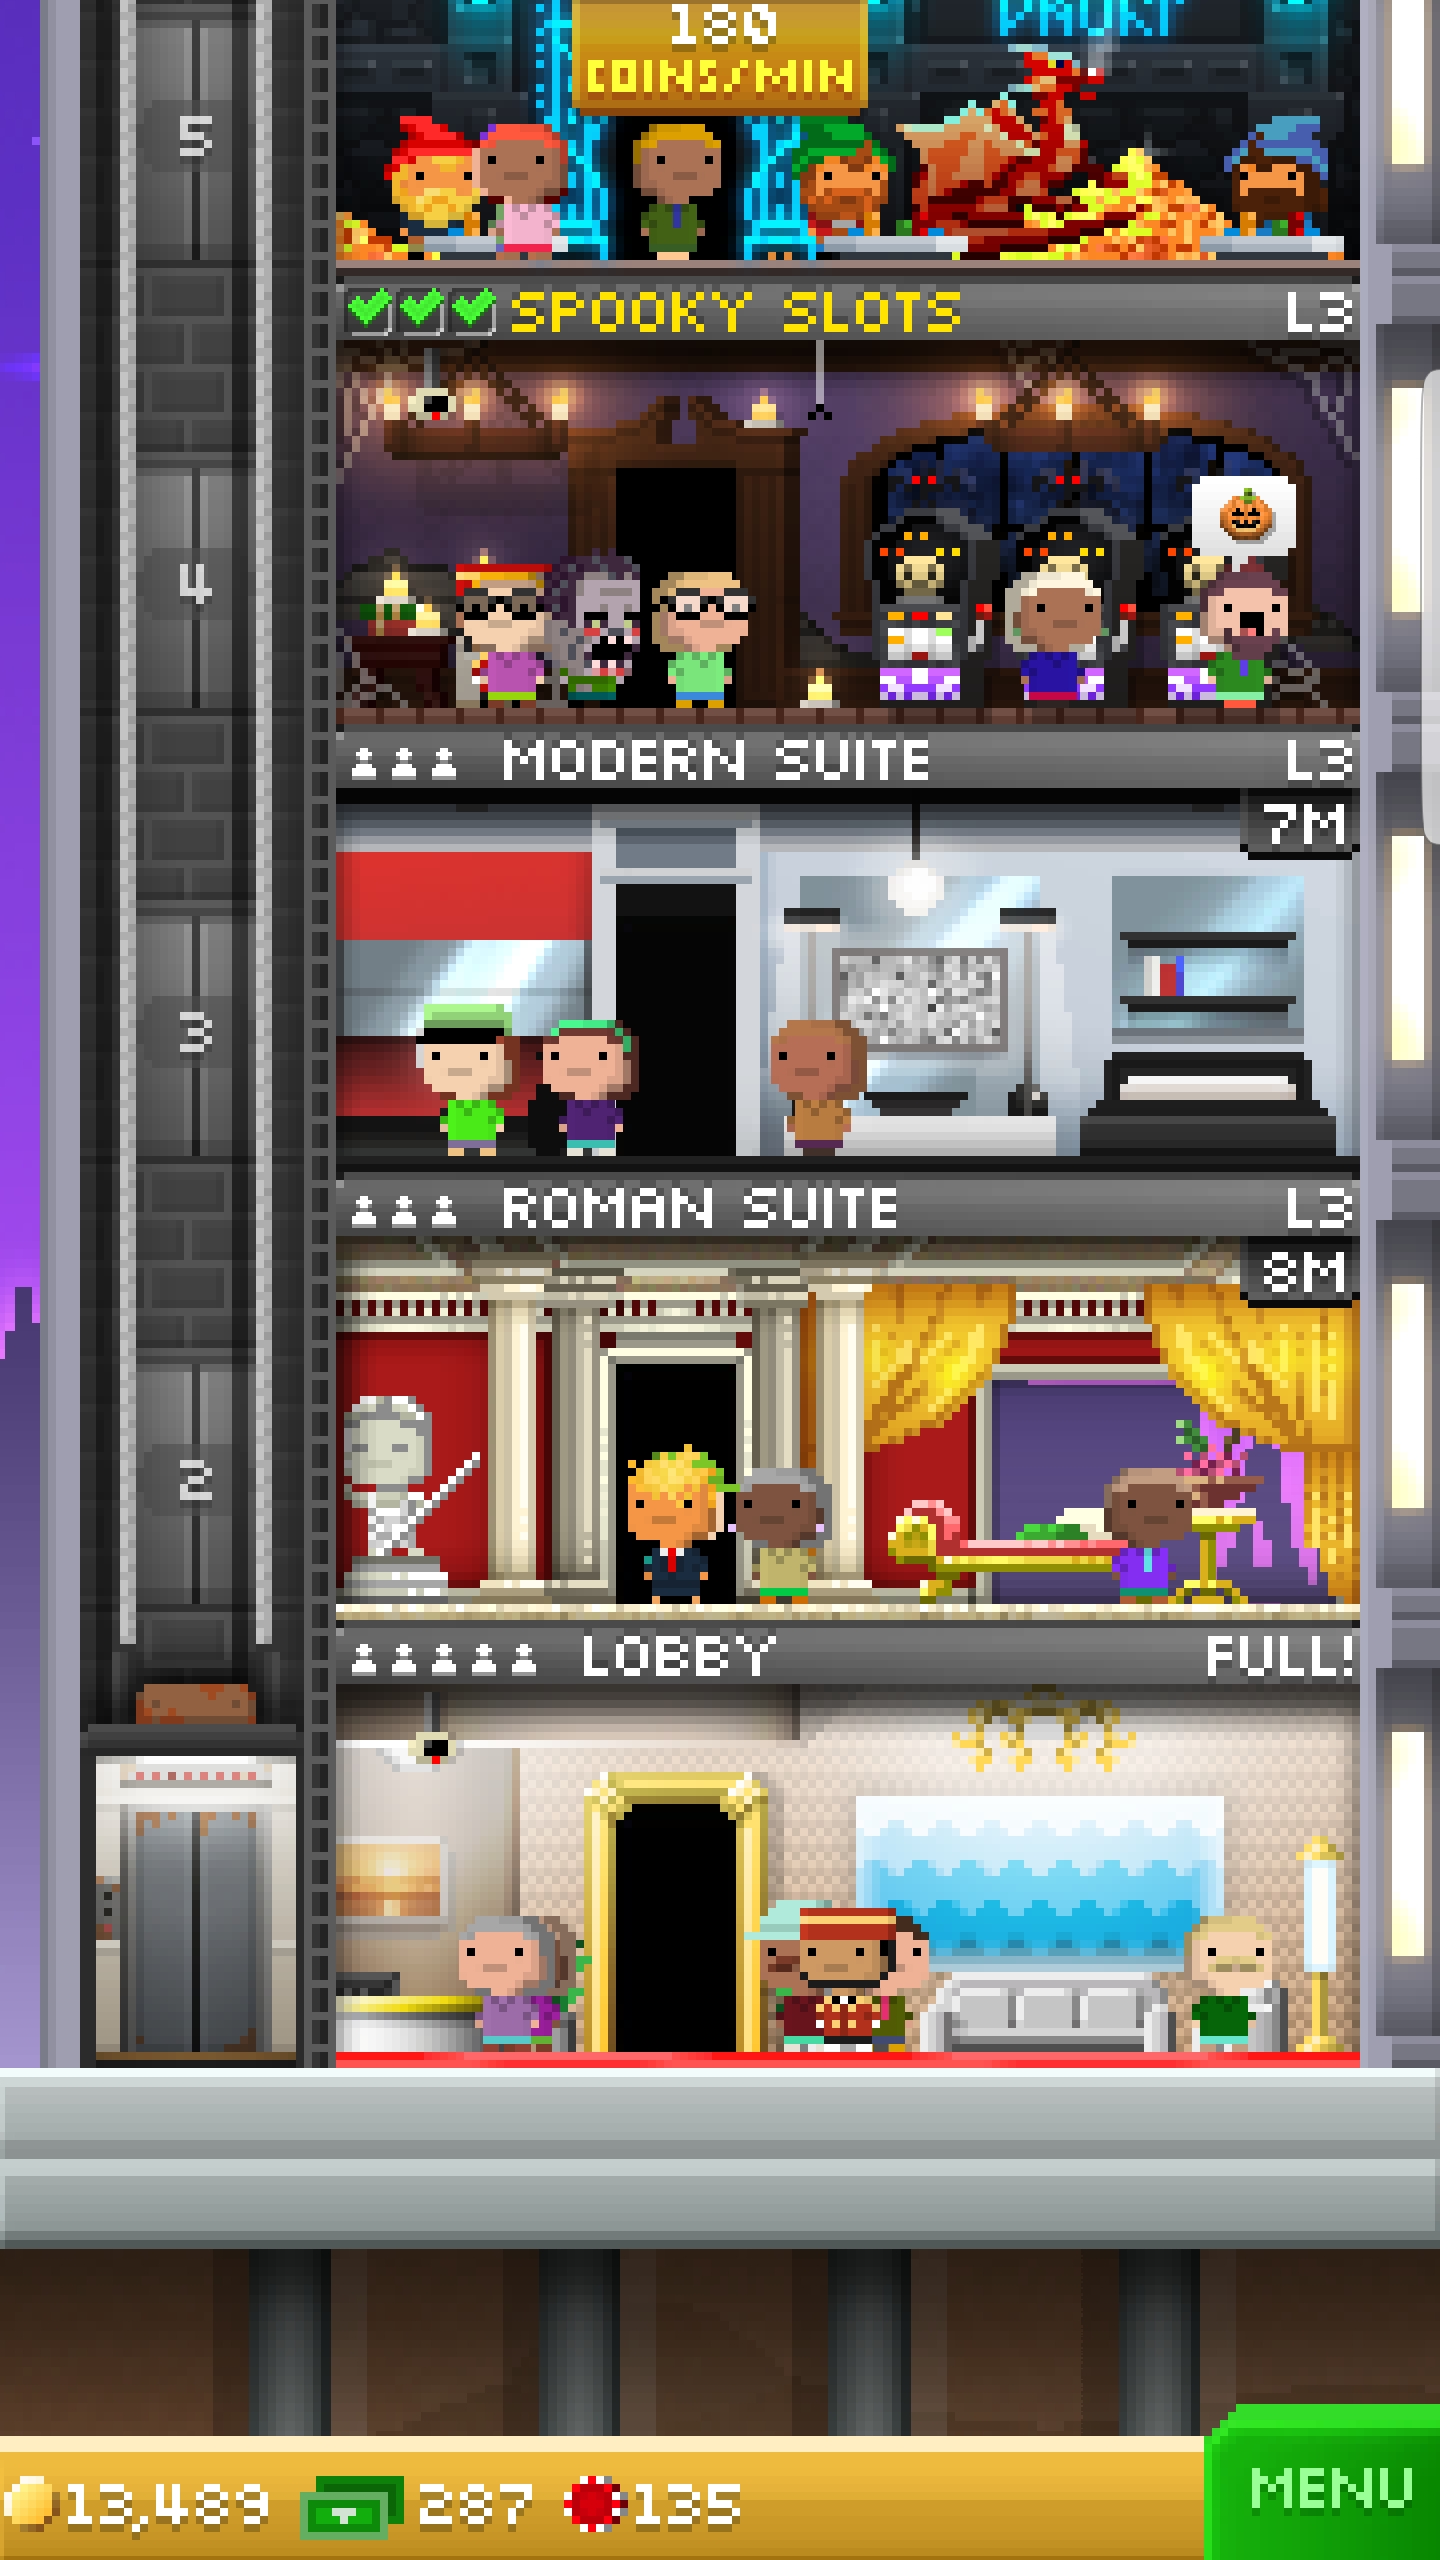 180
COINS/MIN
5
SPOOKY SLOTS L3
4
MODERN SUITE L3
7M
3
ROMAN SUITE L3
8M
2
LOBBY FULL!
13,489 287 135
MENU